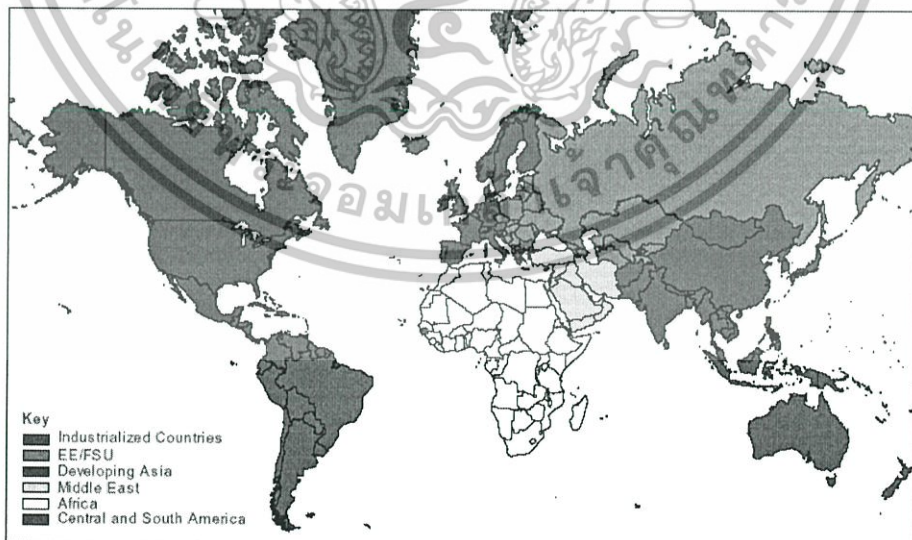 Key
Industrialized Countries
EE/FSU
Developing Asia
Middle East
Africa
Central and South America